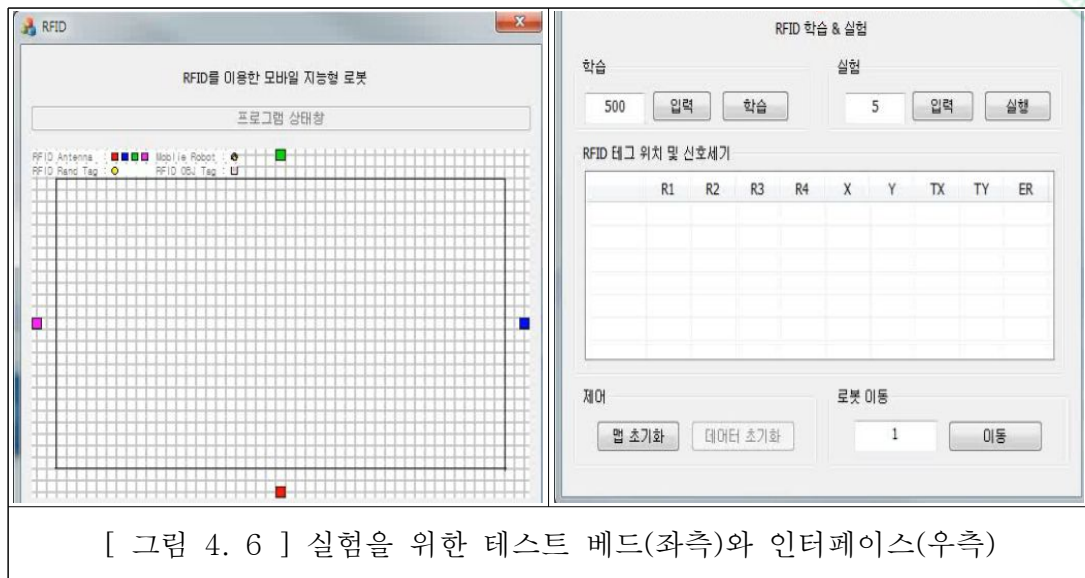 RFID
RFID를 이용한 모바일 지능형 로봇
프로그램 상태창
RFID Antenna : Moblie Robot :
RFID Rand Tag : RFID OBJ Tag :
RFID 학습 & 실험
학습
500 입력 학습
실험
5 입력 실행
RFID 테그 위치 및 신호세기
R1 R2 R3 R4 X Y TX TY ER
제어
맵 초기화 데이터 초기화
로봇 이동
1 이동
[ 그림 4. 6 ] 실험을 위한 테스트 베드(좌측)와 인터페이스(우측)